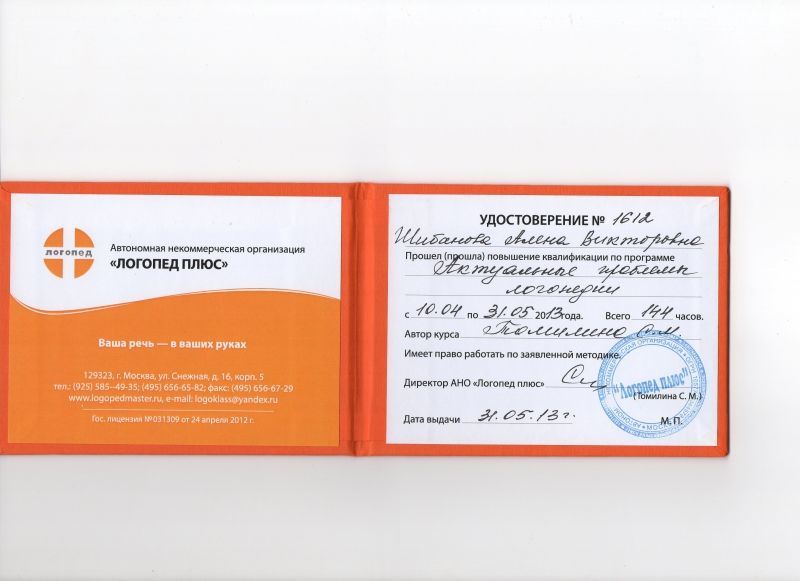 логопед
Автономная некоммерческая организация
«ЛОГОПЕД ПЛЮС»
Ваша речь — в ваших руках
129323, г. Москва, ул. Снежная, д. 16, корп. 5
тел.: (925) 585--49-35; (495) 656-65-82; факс: (495) 656-67-29
www.logopedmaster.ru, e-mail: logoklass@yandex.ru
Гос. лицензия №031309 от 24 апреля 2012 г.
УДОСТОВЕРЕНИЕ № 1612
Шибанова Алена Викторовна
Прошел (прошла) повышение квалификации по программе
Актуальные проблемы
логопедии
с 10.04 по 31.05 2013года. Всего 144 часов.
Автор курса Томилина С.М.
Имеет право работать по заявленной методике.
Директор АНО «Логопед плюс»
(Томилина С. М.)
"Логопед плюс"
Дата выдачи 31.05.13г. М. П.